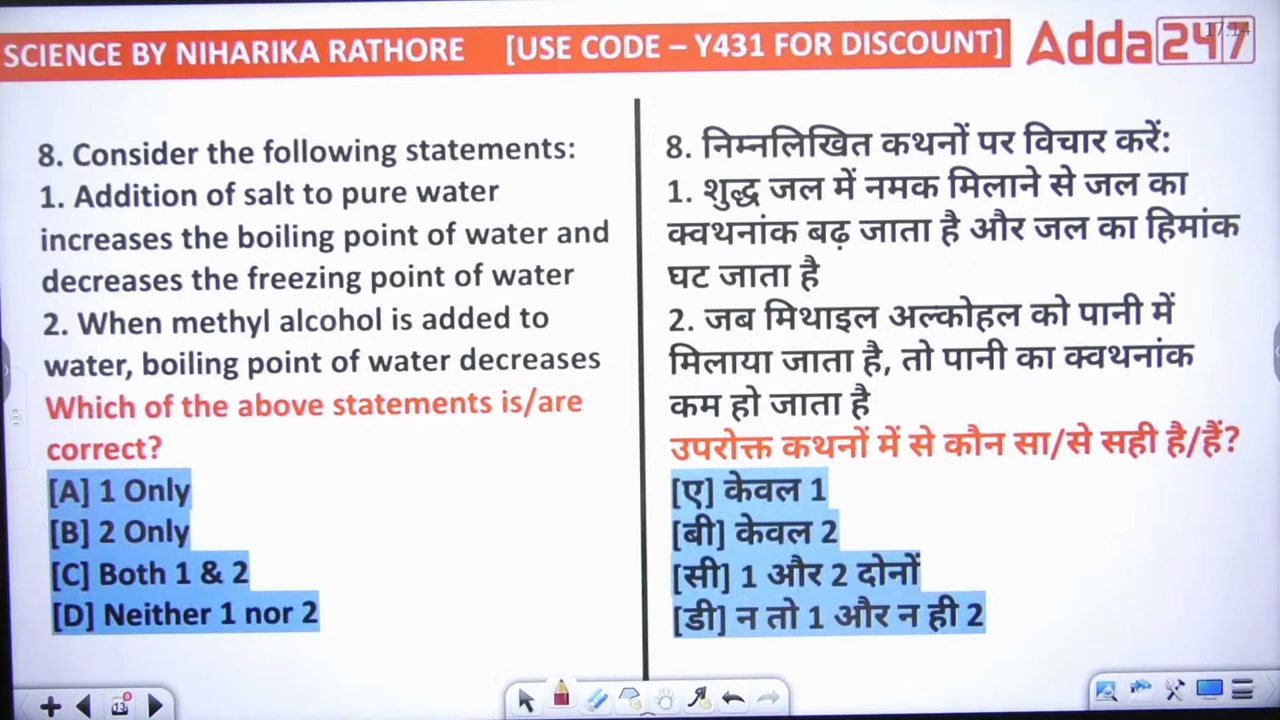 SCIENCE BY NIHARIKA RATHORE [USE CODE – Y431 FOR DISCOUNT]
Adda247
17:14
8. Consider the following statements:
1. Addition of salt to pure water
increases the boiling point of water and
decreases the freezing point of water
2. When methyl alcohol is added to
water, boiling point of water decreases
Which of the above statements is/are
correct?
[A] 1 Only
[B] 2 Only
[C] Both 1 & 2
[D] Neither 1 nor 2
8. निम्नलिखित कथनों पर विचार करें:
1. शुद्ध जल में नमक मिलाने से जल का
क्वथनांक बढ़ जाता है और जल का हिमांक
घट जाता है
2. जब मिथाइल अल्कोहल को पानी में
मिलाया जाता है, तो पानी का क्वथनांक
कम हो जाता है
उपरोक्त कथनों में से कौन सा/से सही है/हैं?
[ए] केवल 1
[बी] केवल 2
[सी] 1 और 2 दोनों
[डी] न तो 1 और न ही 2
13